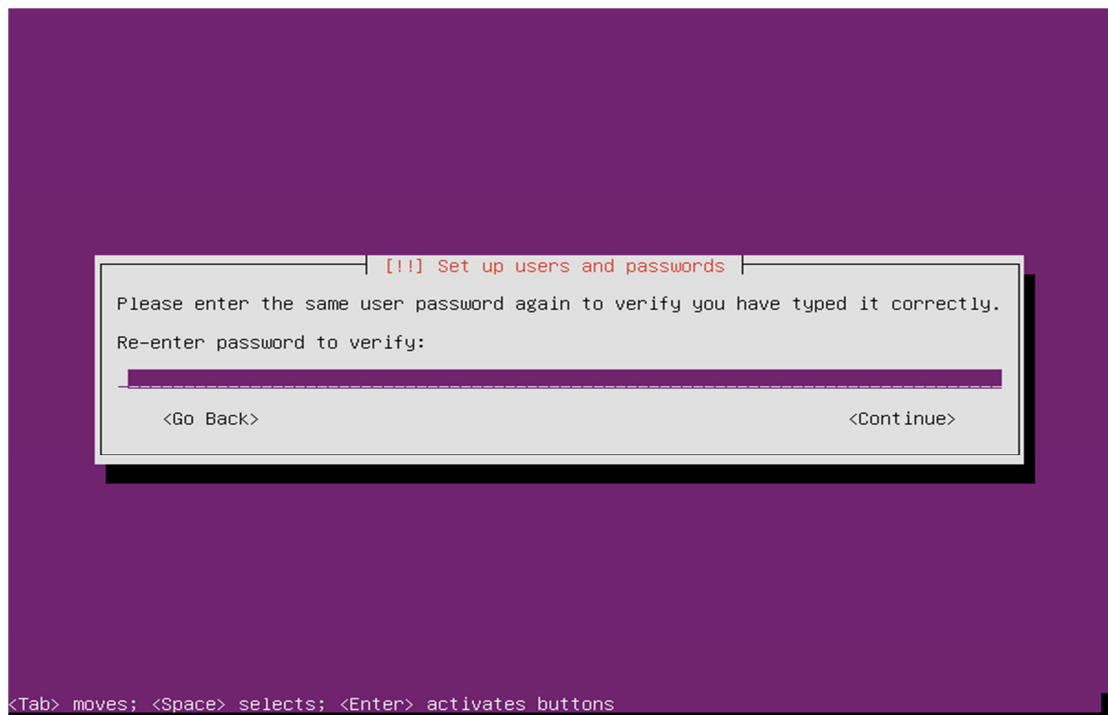 [!!] Set up users and passwords
Please enter the same user password again to verify you have typed it correctly.
Re-enter password to verify:
<Go Back> <Continue>
<Tab> moves; <Space> selects; <Enter> activates buttons